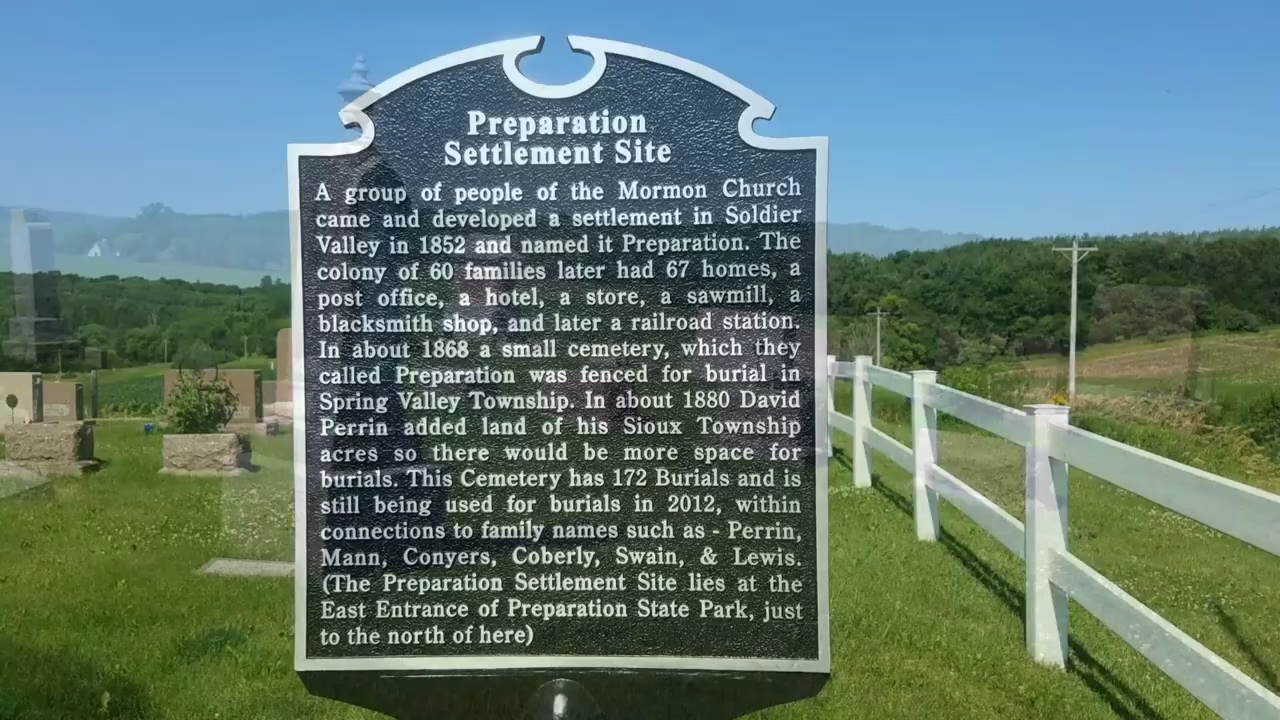 Preparation
Settlement Site
A group of people of the Mormon Church
came and developed a settlement in Soldier
Valley in 1852 and named it Preparation. The
colony of 60 families later had 67 homes, a
post office, a hotel, a store, a sawmill, a
blacksmith shop, and later a railroad station.
In about 1868 a small cemetery, which they
called Preparation was fenced for burial in
Spring Valley Township. In about 1880 David
Perrin added land of his Sioux Township
acres so there would be more space for
burials. This Cemetery has 172 Burials and is
still being used for burials in 2012, within
connections to family names such as - Perrin,
Mann, Conyers, Coberly, Swain, & Lewis.
(The Preparation Settlement Site lies at the
East Entrance of Preparation State Park, just
to the north of here)